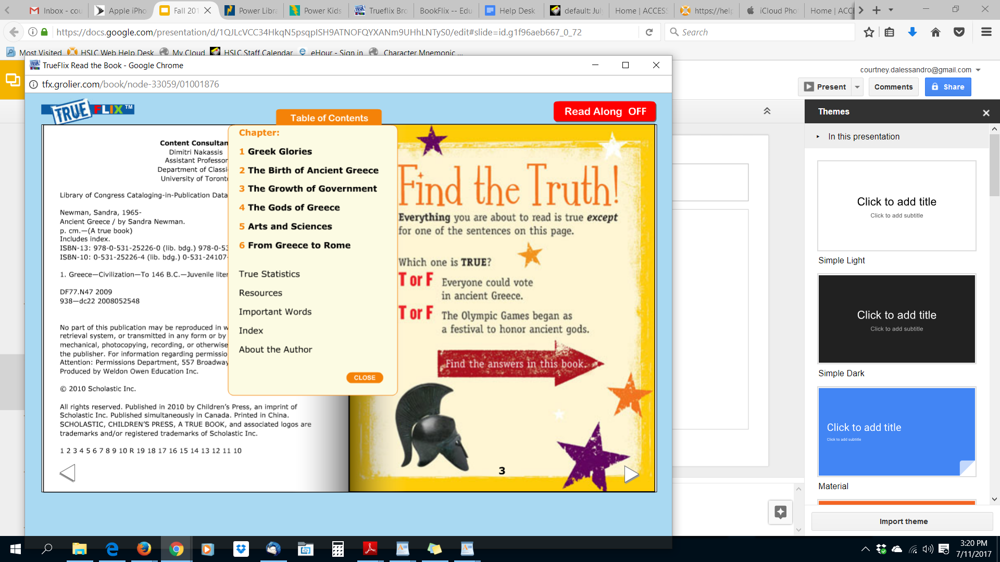 Inbox - cou
Apple iPho
Fall 201
Power Libra
Power Kids
Trueflix Bro
BookFlix -- Edu
Help Desk
default: July
Home | ACCESS
https://help
iCloud Pho
Home | ACCE
https://docs.google.com/presentation/d/1QJLcVCC34HkqN5psqpISH9ATNOFQYXANm9UHhLNTyS0/edit#slide=id.g1f96aeb667_0_72
Search
Most Visited
HSLC Web Help Desk
My Cloud
HSLC Staff Calendar
eHour - Sign in
Character Mnemonic ...
TrueFlix Read the Book - Google Chrome
tfx.grolier.com/book/node-33059/01001876
courtney.dalessandro@gmail.com
Present
Comments
Share
TRUE FLIX™
Table of Contents
Read Along OFF
Content Consultan
Dimitri Nakassis
Assistant Professor
Department of Classi
University of Toronto
Library of Congress Cataloging-in-Publication Data
Newman, Sandra, 1965-
Ancient Greece / by Sandra Newman.
p. cm.—(A true book)
Includes index.
ISBN-13: 978-0-531-25226-0 (lib. bdg.) 978-0-53
ISBN-10: 0-531-25226-4 (lib. bdg.) 0-531-24107-
1. Greece—Civilization—To 146 B.C.—Juvenile liter
DF77.N47 2009
938—dc22 2008052548
No part of this publication may be reproduced in w
retrieval system, or transmitted in any form or by
mechanical, photocopying, recording, or otherwise
the publisher. For information regarding permissio
Attention: Permissions Department, 557 Broadway
Produced by Weldon Owen Education Inc.
© 2010 Scholastic Inc.
All rights reserved. Published in 2010 by Children's Press, an imprint of
Scholastic Inc. Published simultaneously in Canada. Printed in China.
SCHOLASTIC, CHILDREN'S PRESS, A TRUE BOOK, and associated logos are
trademarks and/or registered trademarks of Scholastic Inc.
1 2 3 4 5 6 7 8 9 10 R 19 18 17 16 15 14 13 12 11 10
Chapter:
1 Greek Glories
2 The Birth of Ancient Greece
3 The Growth of Government
4 The Gods of Greece
5 Arts and Sciences
6 From Greece to Rome
True Statistics
Resources
Important Words
Index
About the Author
CLOSE
Find the Truth!
Everything you are about to read is true except
for one of the sentences on this page.
Which one is TRUE?
T or F Everyone could vote
in ancient Greece.
T or F The Olympic Games began as
a festival to honor ancient gods.
Find the answers in this book.
3
Themes
In this presentation
Click to add title
Click to add subtitle
Simple Light
Click to add title
Click to add subtitle
Simple Dark
Click to add title
Click to add subtitle
Material
Import theme
3:20 PM
7/11/2017